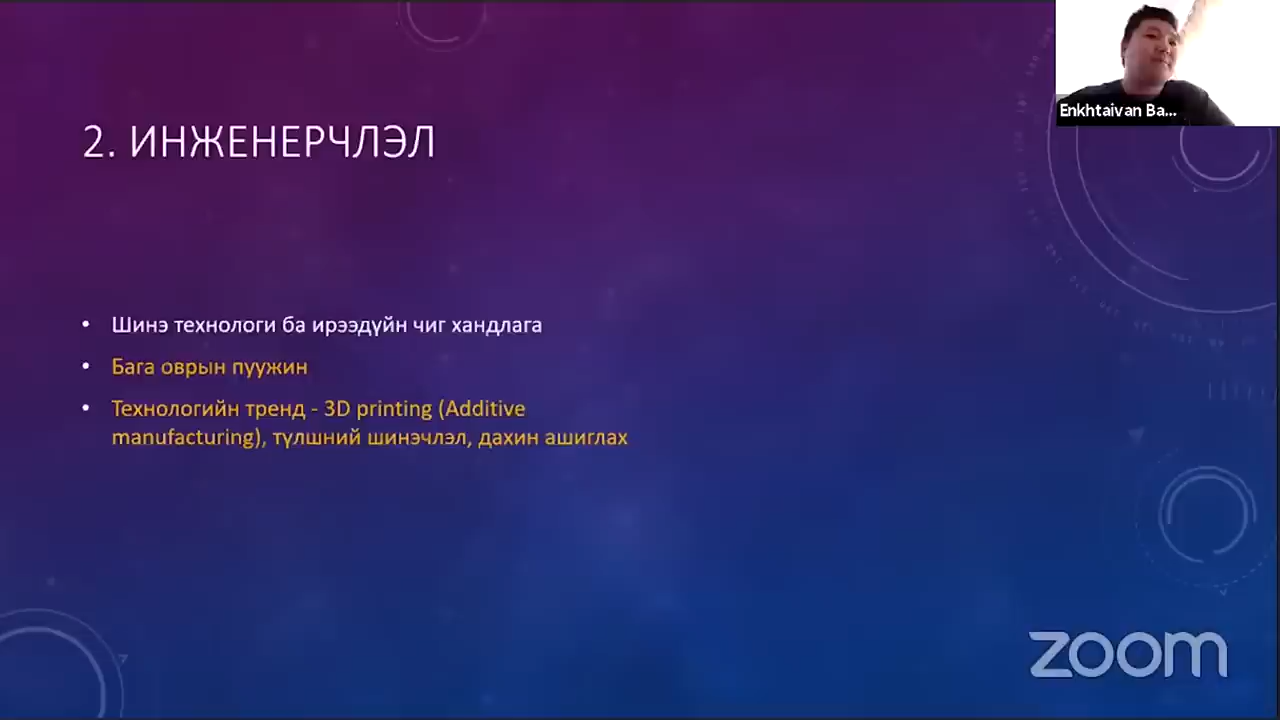 Enkhtaivan Ba...
2. ИНЖЕНЕРЧЛЭЛ
• Шинэ технологи ба ирээдүйн чиг хандлага
• Бага оврын пуужин
• Технологийн тренд - 3D printing (Additive
manufacturing), түлшний шинэчлэл, дахин ашиглах
zoom